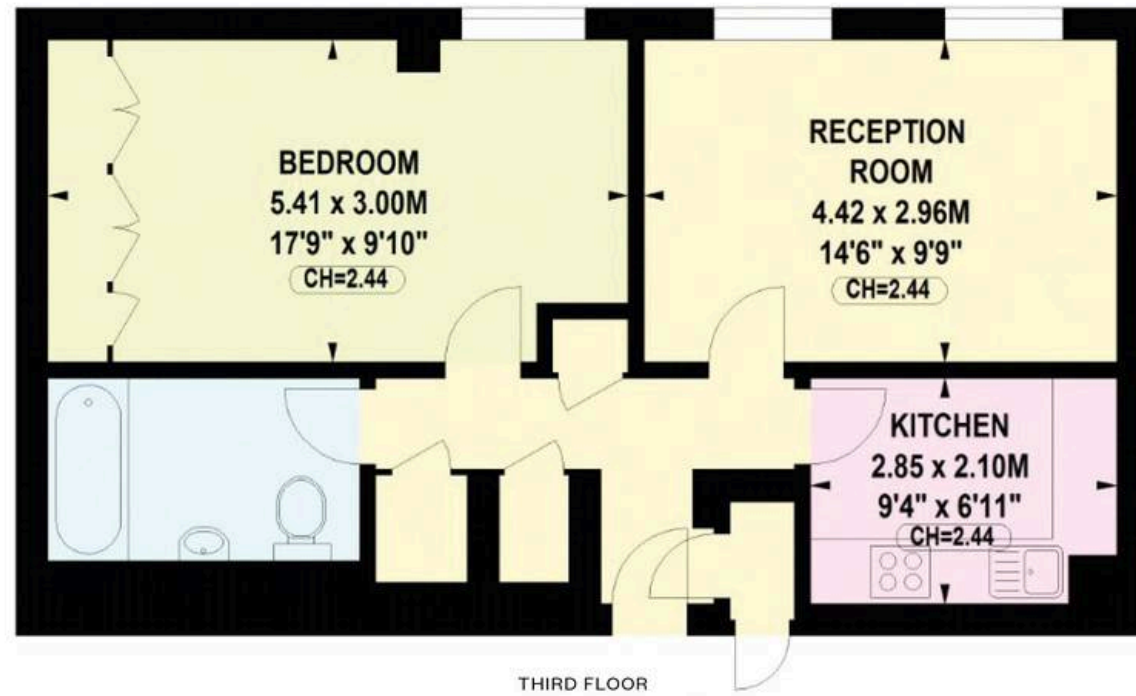 BEDROOM
5.41 x 3.00M
17'9" x 9'10"
CH=2.44
RECEPTION
ROOM
4.42 x 2.96M
14'6" x 9'9"
CH=2.44
KITCHEN
2.85 x 2.10M
9'4" x 6'11"
CH=2.44
THIRD FLOOR